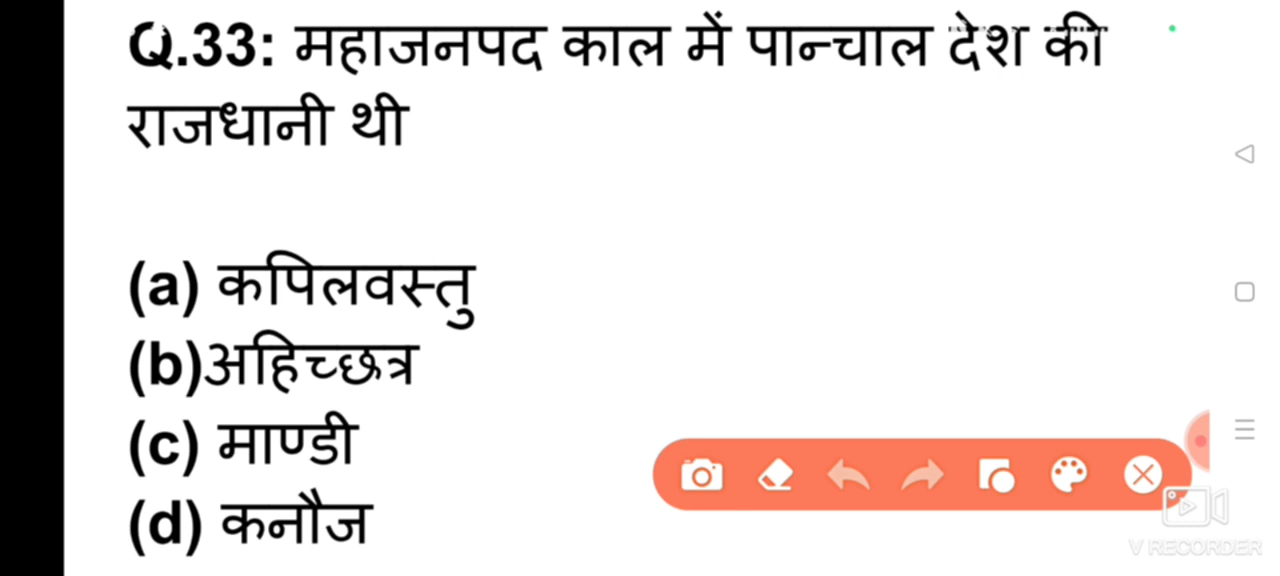 Q.33: महाजनपद काल में पान्चाल देश की
राजधानी थी
(a) कपिलवस्तु
(b)अहिच्छत्र
(c) माण्डी
(d) कनौज
V RECORDER